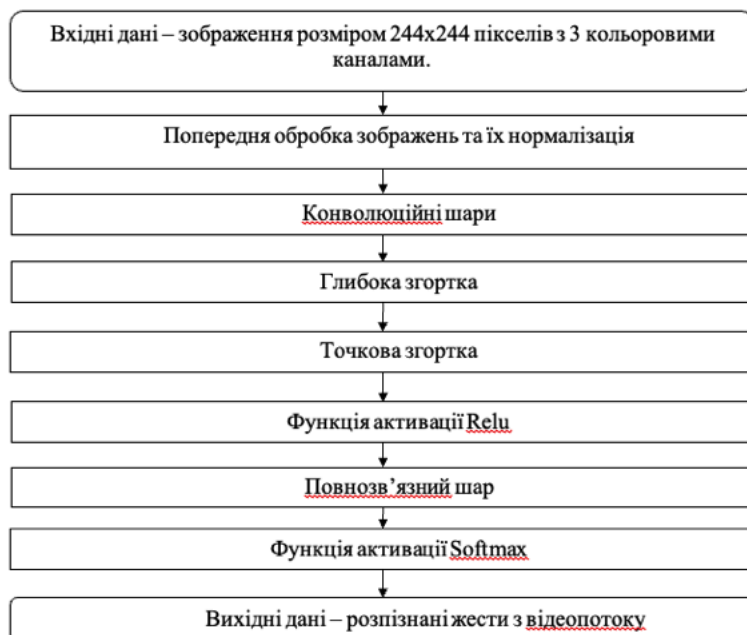 Вхідні дані – зображення розміром 244x244 пікселів з 3 кольоровими
каналами.
Попередня обробка зображень та їх нормалізація
Конволюційні шари
Глибока згортка
Точкова згортка
Функція активації Relu
Повнозв’язний шар
Функція активації Softmax
Вихідні дані – розпізнані жести з відеопотоку